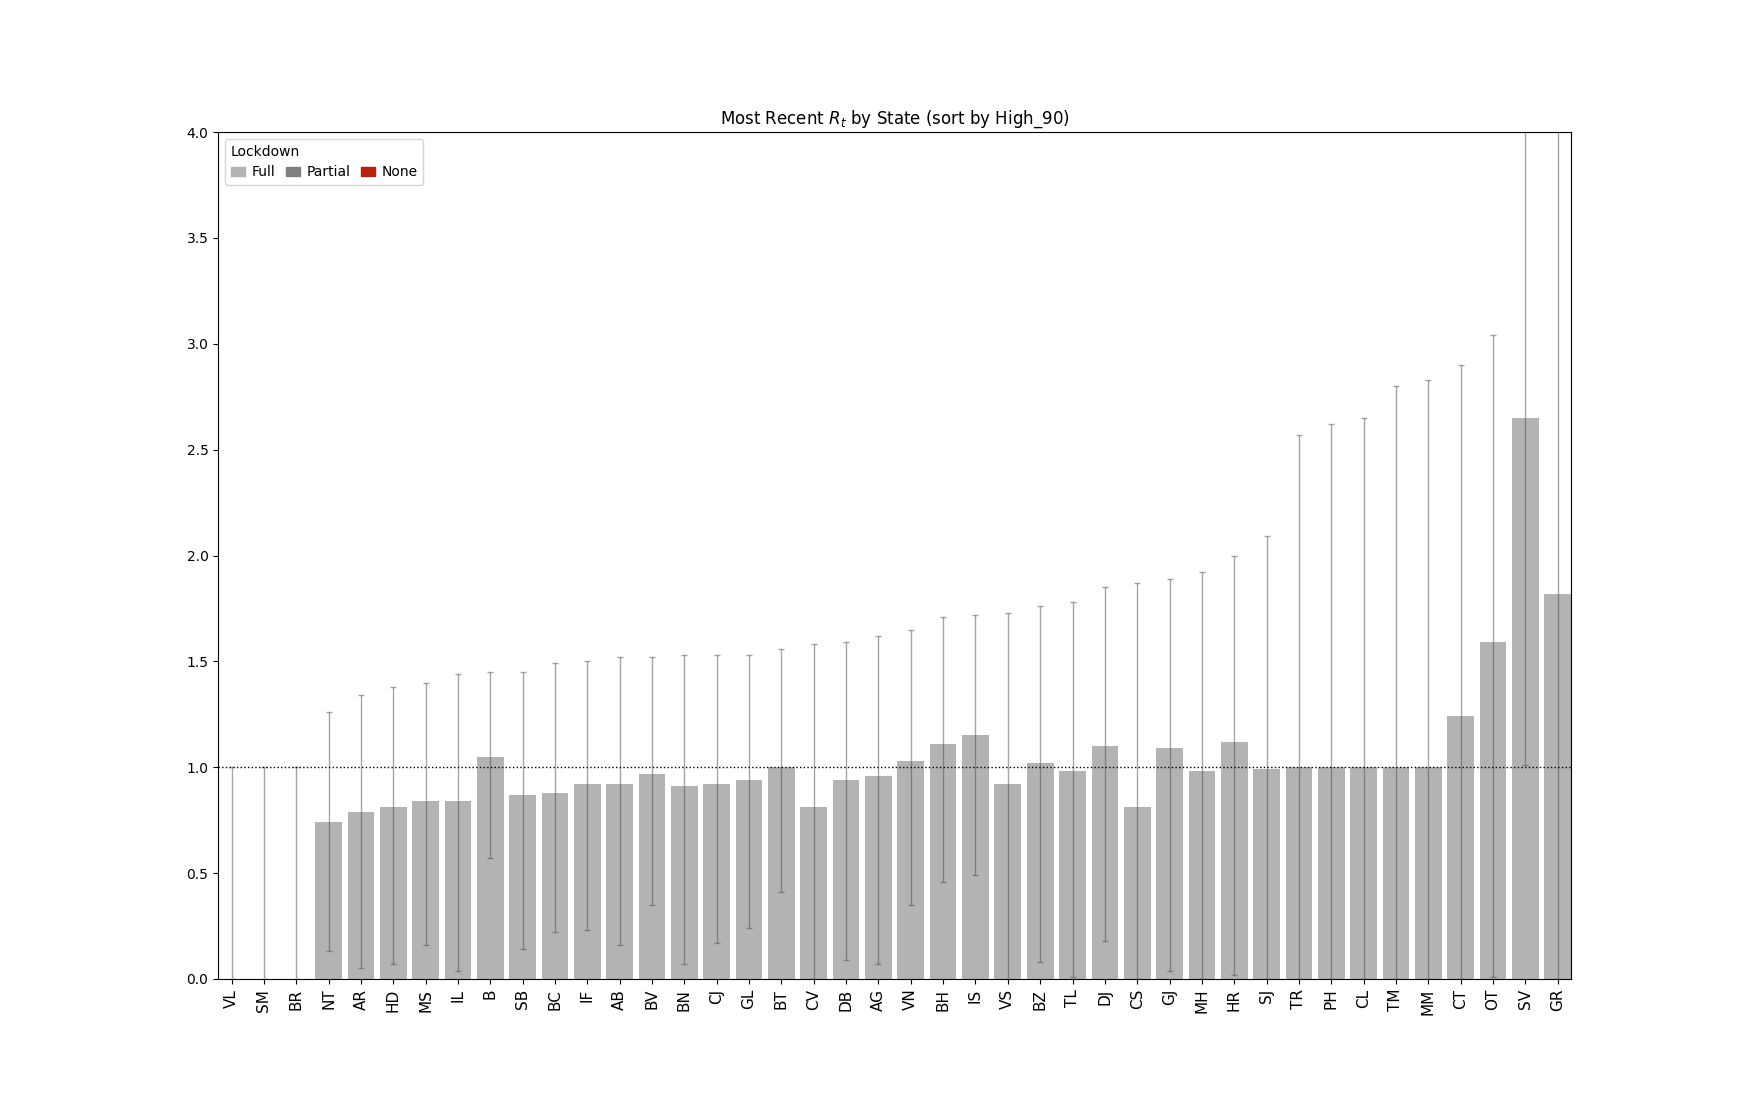 Most Recent R_t by State (sort by High_90)
Lockdown
Full Partial None
4.0
3.5
3.0
2.5
2.0
1.5
1.0
0.5
0.0
VL SM BR NT AR HD MS IL B SB BC IF AB BV BN CJ GL BT CV DB AG VN BH IS VS BZ TL DJ CS GJ MH HR SJ TR PH CL TM MM CT OT SV GR